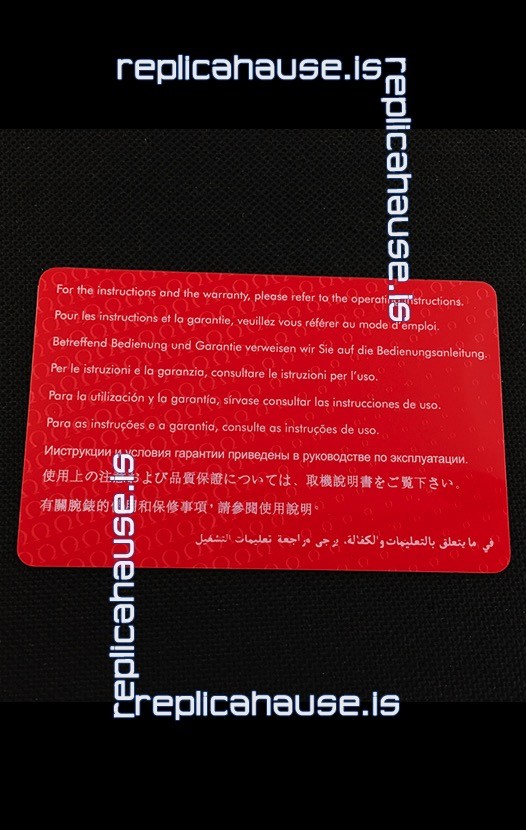 replicahause.is
replicahause.is
For the instructions and the warranty, please refer to the operating instructions.
Pour les instructions et la garantie, veuillez vous référer au mode d'emploi.
Betreffend Bedienung und Garantie verweisen wir Sie auf die Bedienungsanleitung.
Per le istruzioni e la garanzia, consultare le istruzioni per l'uso.
Para la utilización y la garantía, sírvase consultar las instrucciones de uso.
Para as instruções e a garantia, consulte as instruções de uso.
Инструкции и условия гарантии приведены в руководстве по эксплуатации.
使用上の注意および品質保證については、取機說明書をご覽下さい。
有關腕錶的使用和保修事項,請參閱使用說明。
في ما يتعلق بالتعليمات والكفالة، يرجى مراجعة تعليمات التشغيل
replicahause.is
replicahause.is